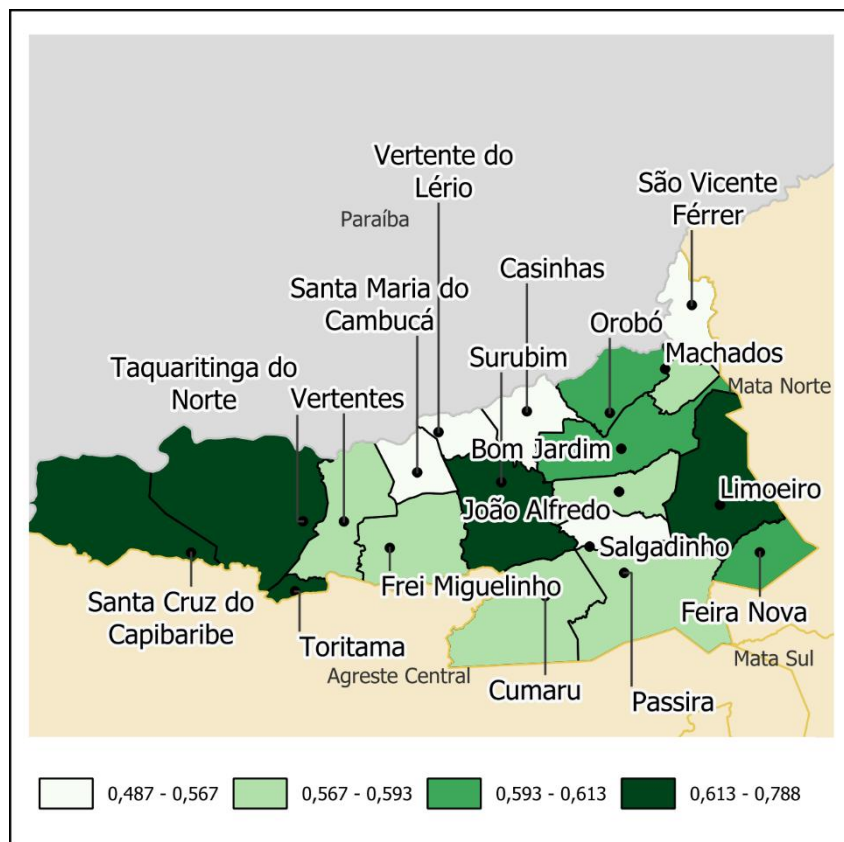 Vertente do
Lério
São Vicente
Férrer
Paraíba
Casinhas
Santa Maria do
Cambucá
Orobó
Surubim
Machados
Taquaritinga do
Norte
Mata Norte
Vertentes
Bom Jardim
Limoeiro
João Alfredo
Salgadinho
Frei Miguelinho
Santa Cruz do
Capibaribe
Feira Nova
Toritama
Agreste Central
Mata Sul
Cumaru
Passira
0,487 - 0,567
0,567 - 0,593
0,593 - 0,613
0,613 - 0,788